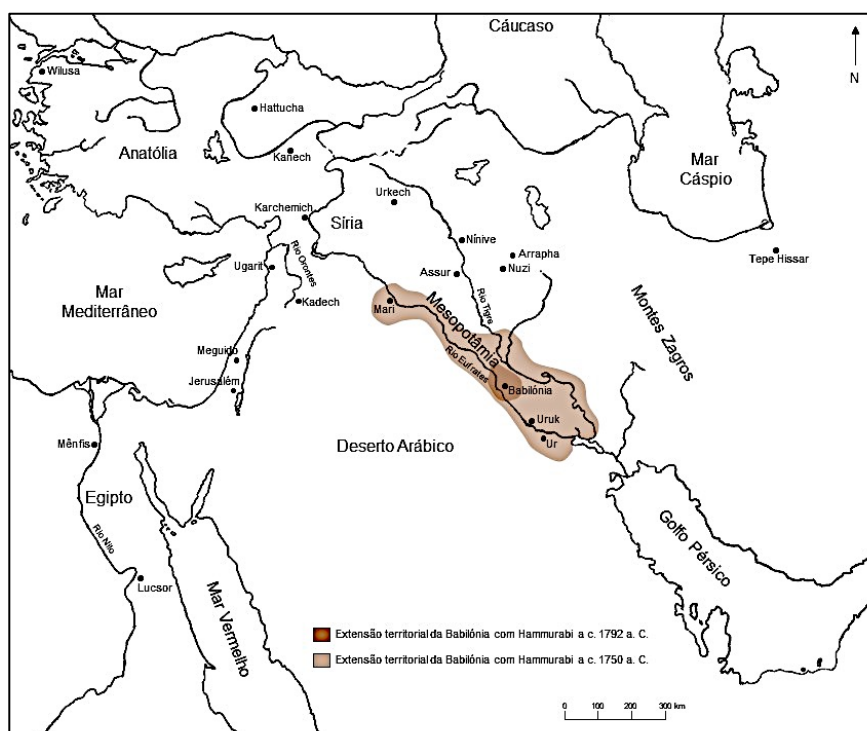 Cáucaso
N
Wilusa
Hattucha
Anatólia
Kanech
Mar
Cáspio
Urkech
Karchemich
Síria
Nínive
Arrapha
Tepe Hissar
Rio Orontes
Ugarit
Assur
Nuzi
Mar
Mediterrâneo
Kadech
Mari
Mesopotâmia
Rio Tigre
Montes Zagros
Rio Eufrates
Meguido
Babilónia
Jerusalém
Uruk
Ur
Deserto Arábico
Mênfis
Egipto
Rio Nilo
Golfo Pérsico
Lucsor
Mar Vermelho
Extensão territorial da Babilónia com Hammurabi a c. 1792 a. C.
Extensão territorial da Babilónia com Hammurabi a c. 1750 a. C.
0 100 200 300 km